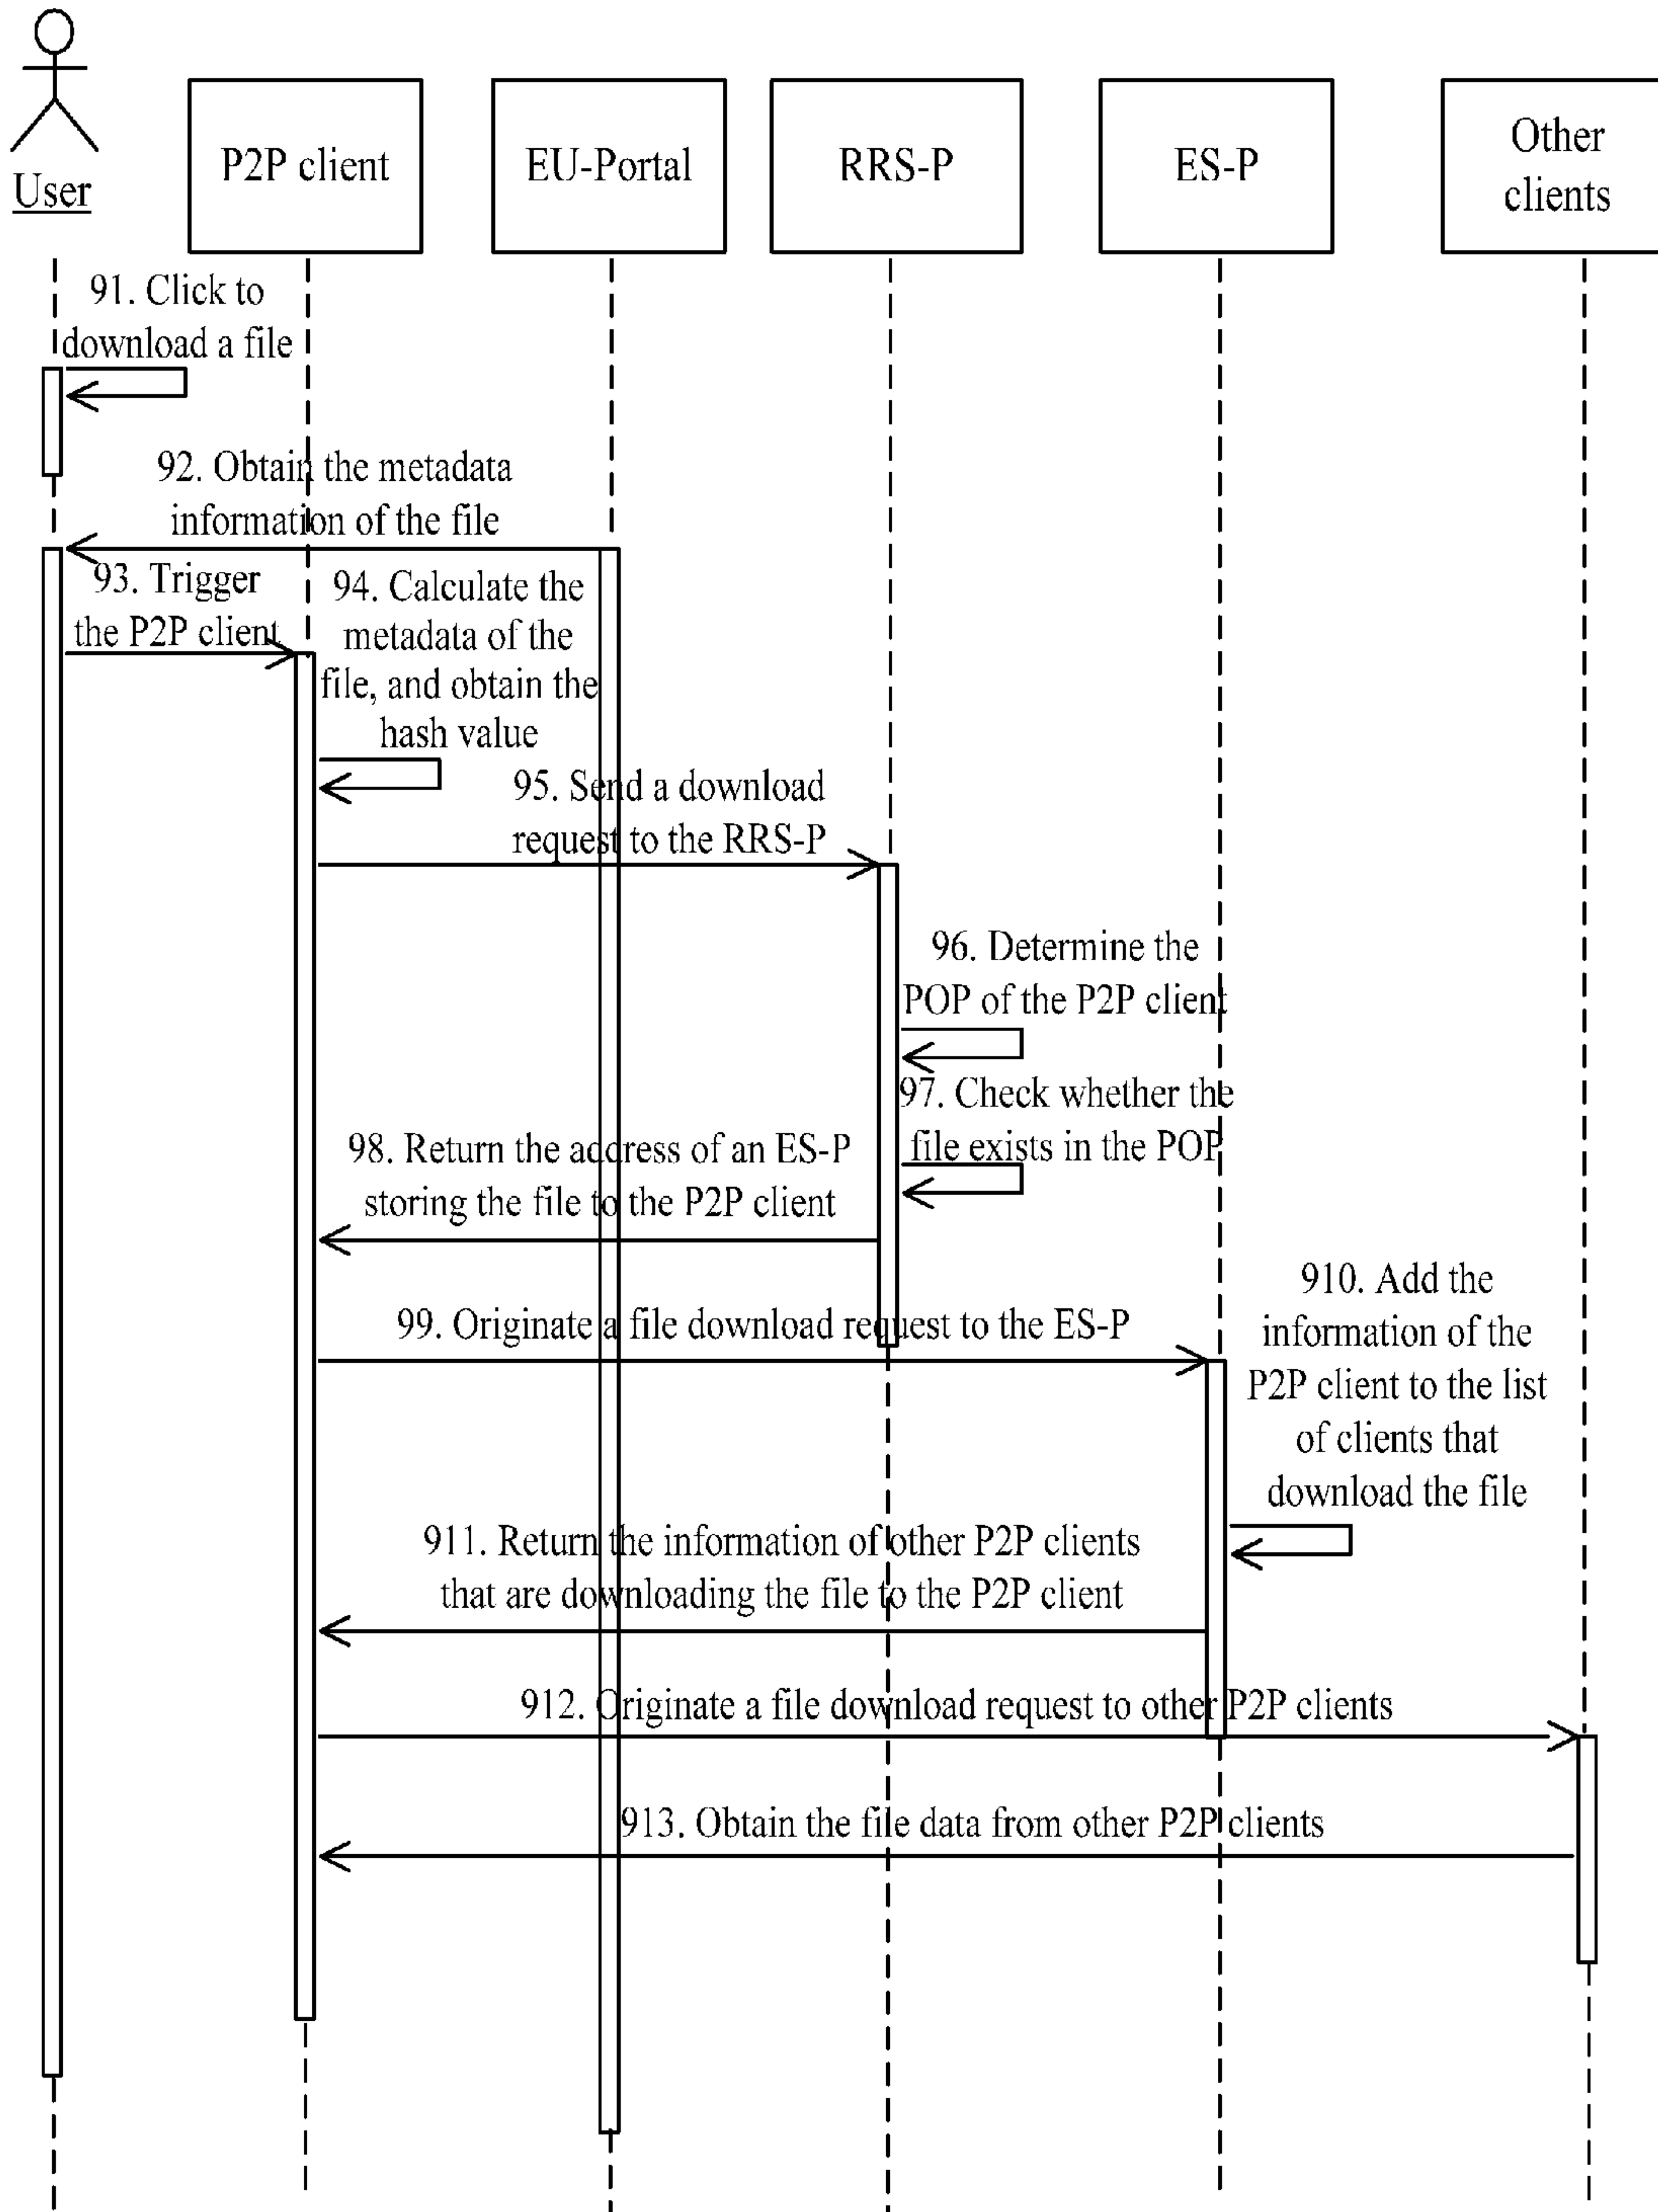 User
P2P client
EU-Portal
RRS-P
ES-P
Other
clients
91. Click to
download a file
92. Obtain the metadata
information of the file
93. Trigger
the P2P client
94. Calculate the
metadata of the
file, and obtain the
hash value
95. Send a download
request to the RRS-P
96. Determine the
POP of the P2P client
97. Check whether the
file exists in the POP
98. Return the address of an ES-P
storing the file to the P2P client
99. Originate a file download request to the ES-P
910. Add the
information of the
P2P client to the list
of clients that
download the file
911. Return the information of other P2P clients
that are downloading the file to the P2P client
912. Originate a file download request to other P2P clients
913. Obtain the file data from other P2P clients